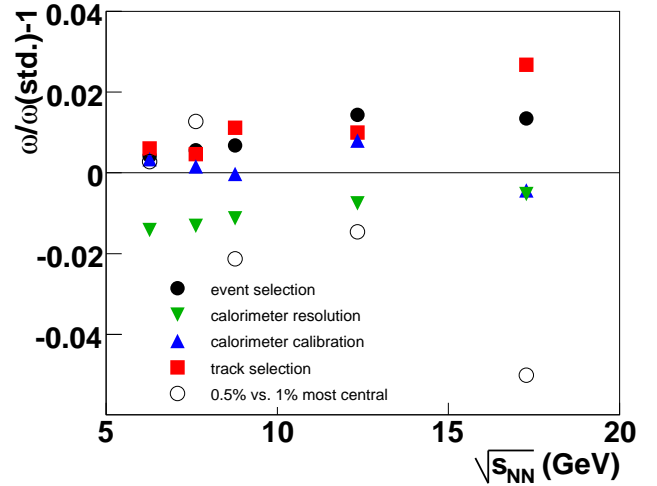 ω/ω(std.)-1
0.04
0.02
0
-0.02
-0.04
event selection
calorimeter resolution
calorimeter calibration
track selection
0.5% vs. 1% most central
5
10
15
20
√sNN (GeV)